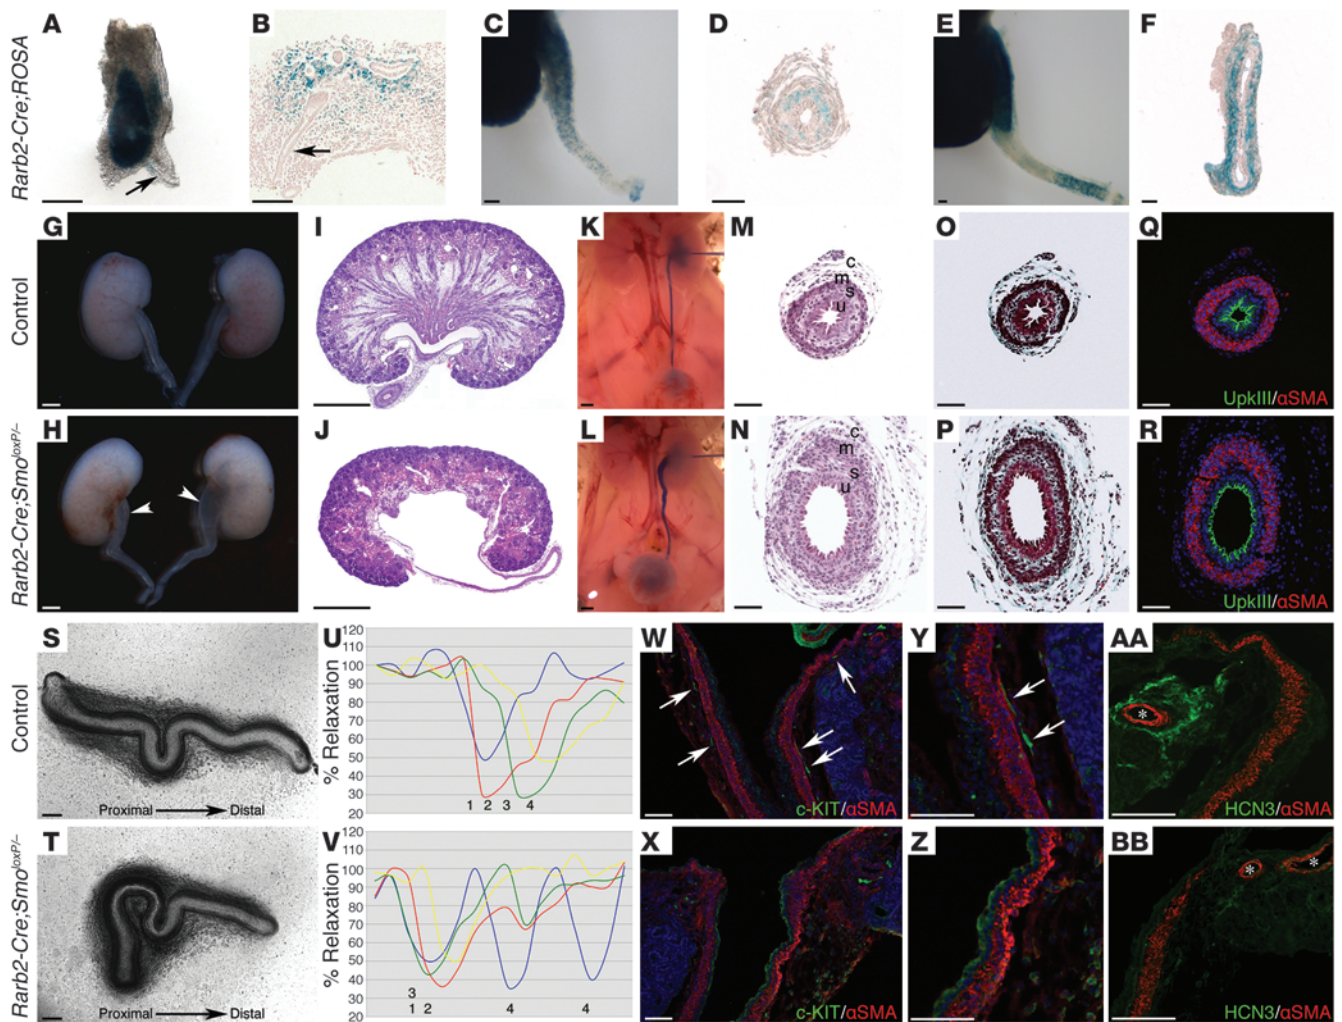 A
B
C
D
E
F
Rarb2-Cre;ROSA
G
I
K
M
O
Q
Control
c
m
s
u
UpkIII/αSMA
H
J
L
N
P
R
Rarb2-Cre;Smo^loxP/–
c
m
s
u
UpkIII/αSMA
S
U
W
Y
AA
Control
Proximal
Distal
% Relaxation
120
110
100
90
80
70
60
50
40
30
20
1 2 3 4
c-KIT/αSMA
*
HCN3/αSMA
T
V
X
Z
BB
Rarb2-Cre;Smo^loxP/–
Proximal
Distal
% Relaxation
120
110
100
90
80
70
60
50
40
30
20
3
1 2 4 4
c-KIT/αSMA
* *
HCN3/αSMA